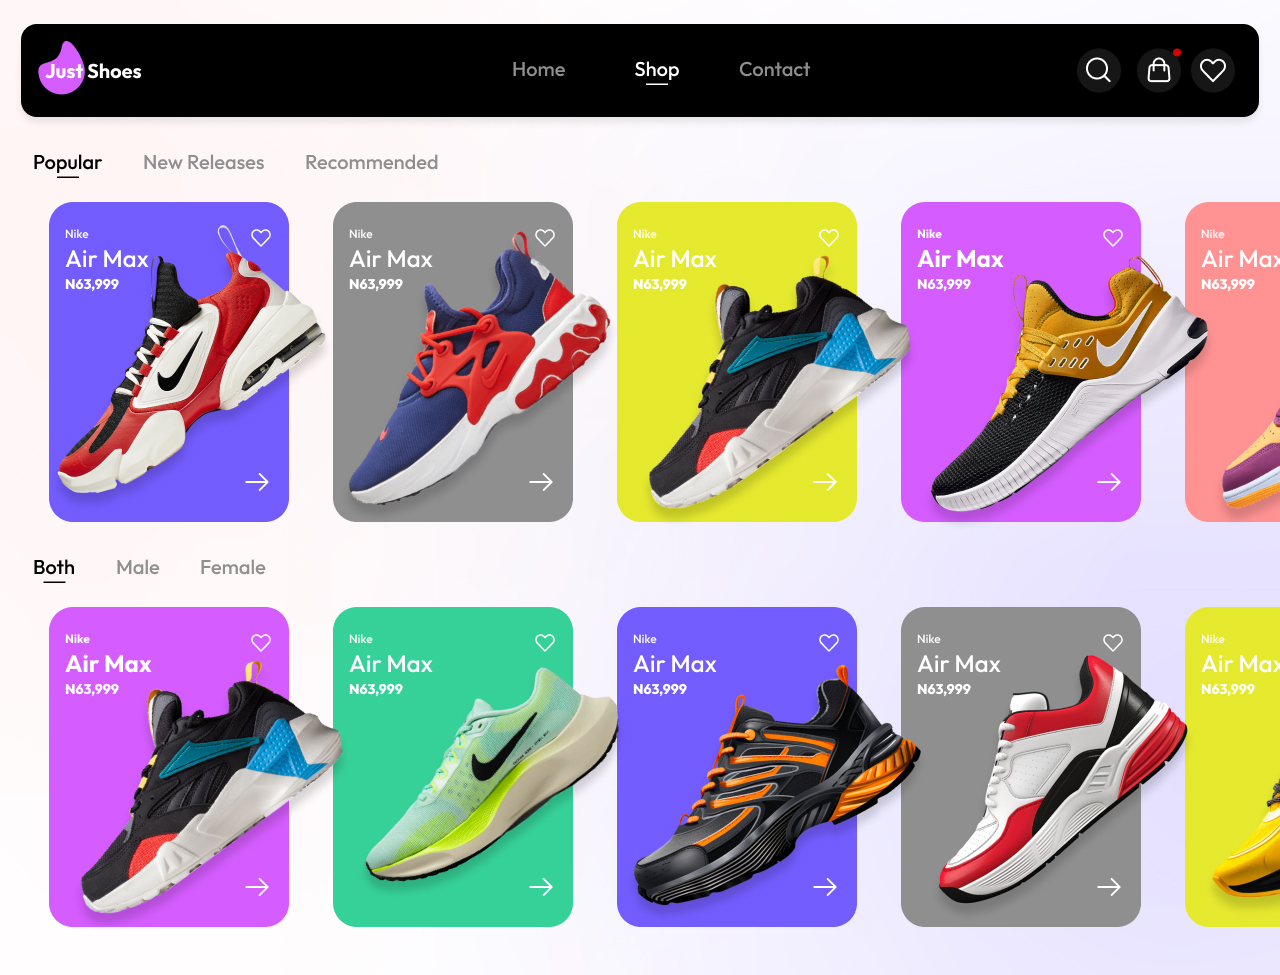 Just Shoes
Home Shop Contact
Popular New Releases Recommended
Nike
Air Max
N63,999
Nike
Air Max
N63,999
Nike
Air Max
N63,999
Nike
Air Max
N63,999
Nike
Air Max
N63,999
Both Male Female
Nike
Air Max
N63,999
Nike
Air Max
N63,999
Nike
Air Max
N63,999
Nike
Air Max
N63,999
Nike
Air Max
N63,999